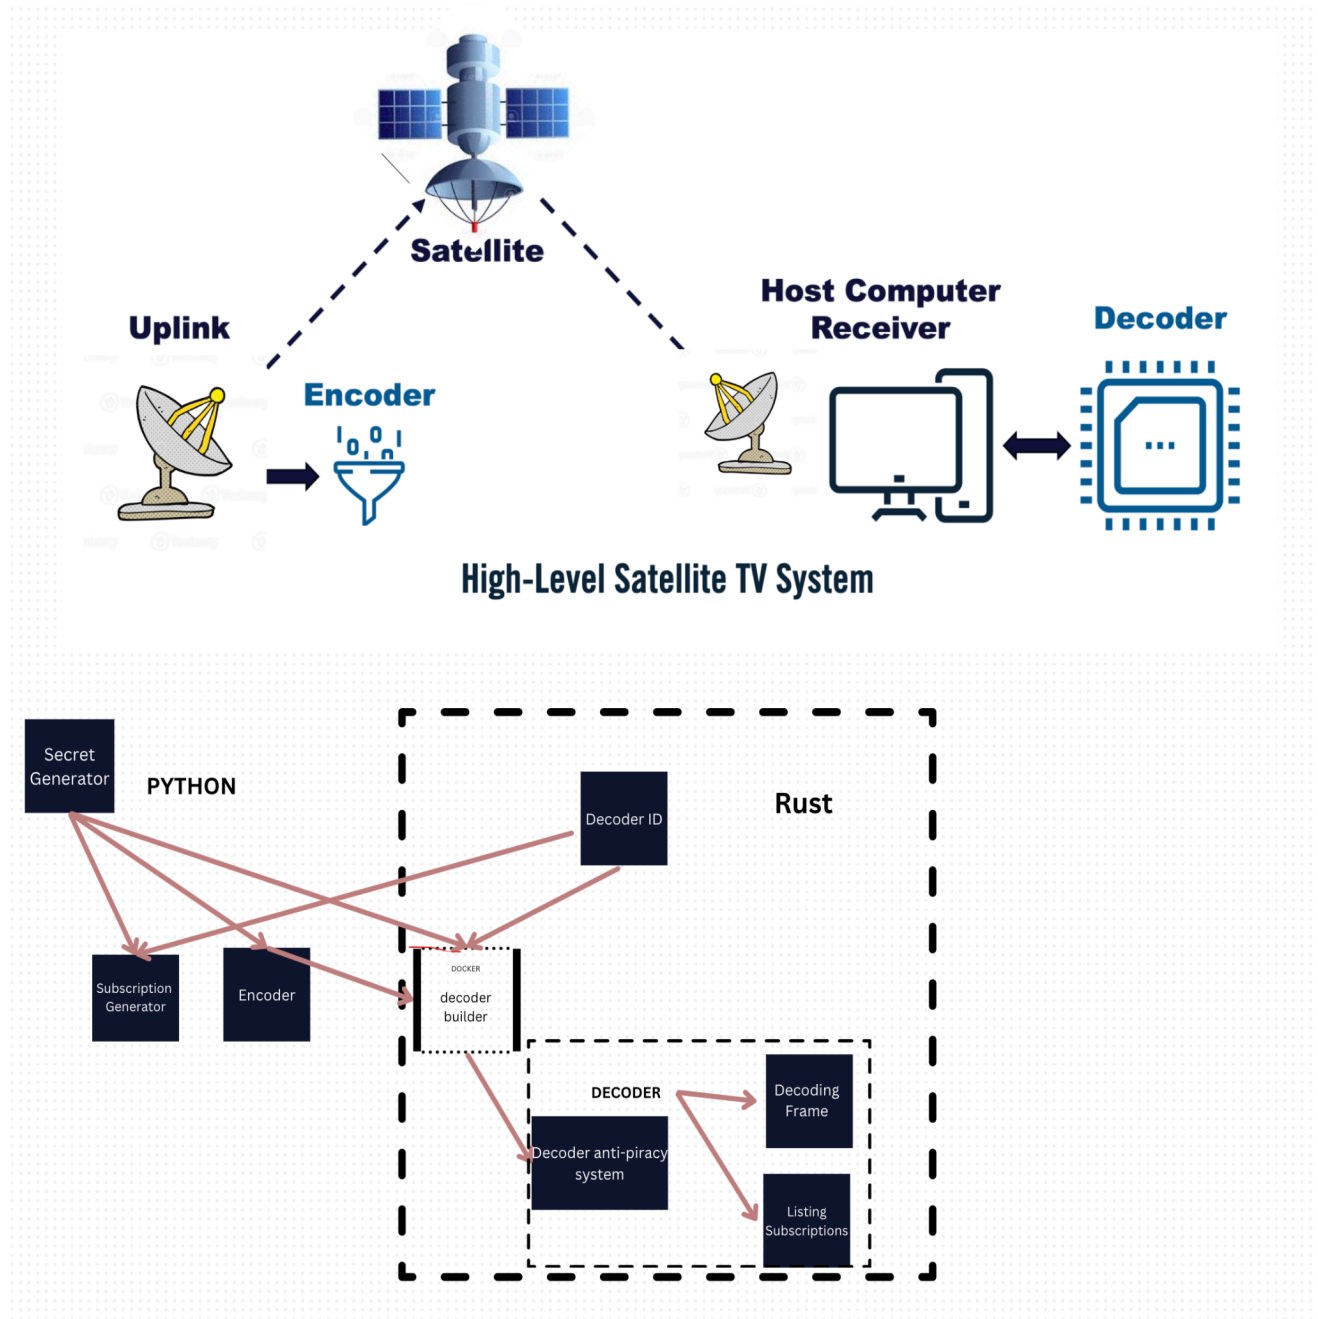 Satellite
Uplink
Encoder
Host Computer
Receiver
Decoder
High-Level Satellite TV System
Secret
Generator
PYTHON
Decoder ID
Rust
Subscription
Generator
Encoder
DOCKER
decoder
builder
DECODER
Decoding
Frame
Decoder anti-piracy
system
Listing
Subscriptions